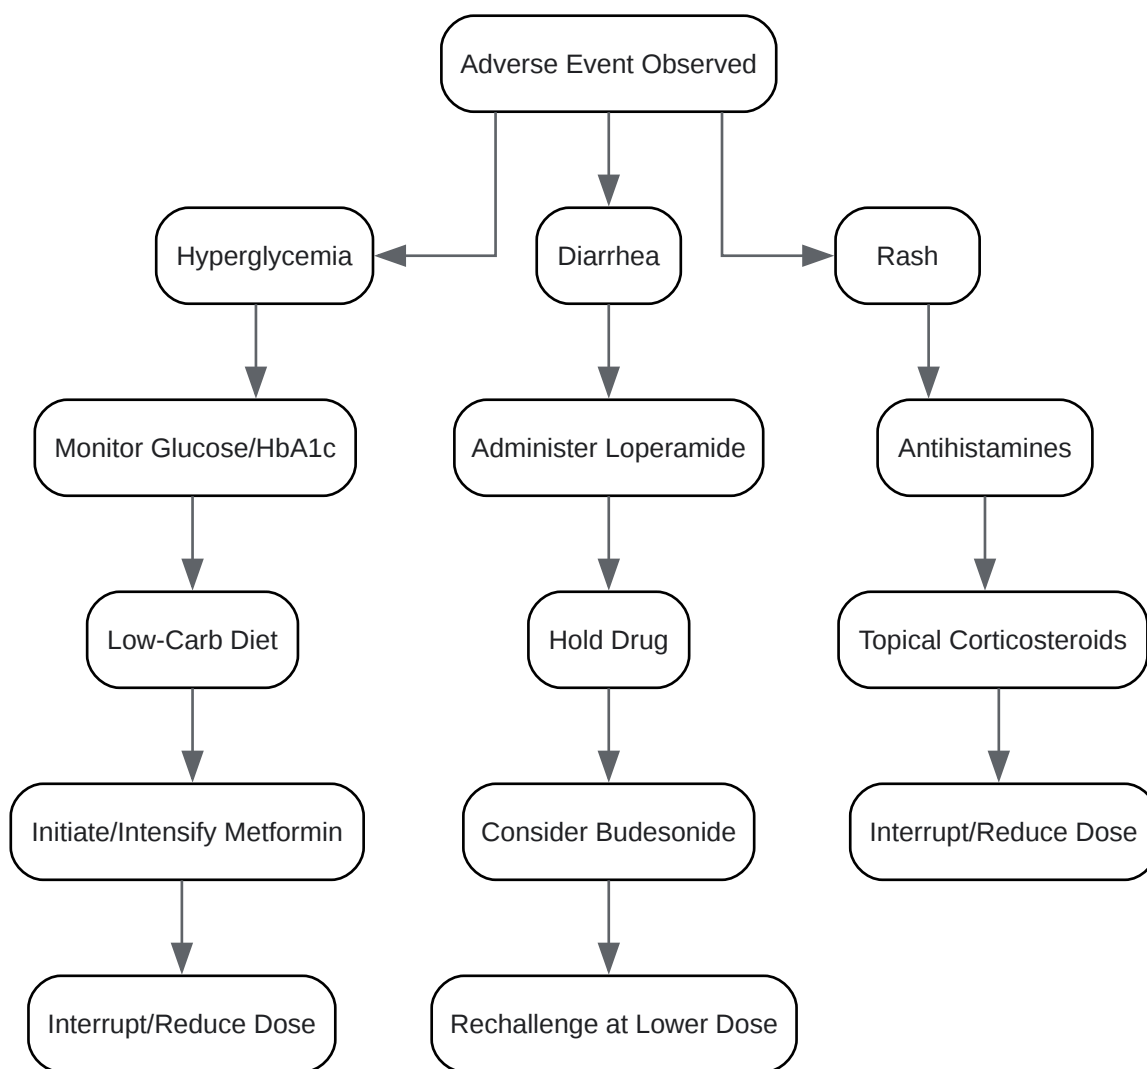 Adverse Event Observed
Hyperglycemia
Diarrhea
Rash
Monitor Glucose/HbA1c
Administer Loperamide
Antihistamines
Low-Carb Diet
Hold Drug
Topical Corticosteroids
Initiate/Intensify Metformin
Consider Budesonide
Interrupt/Reduce Dose
Interrupt/Reduce Dose
Rechallenge at Lower Dose